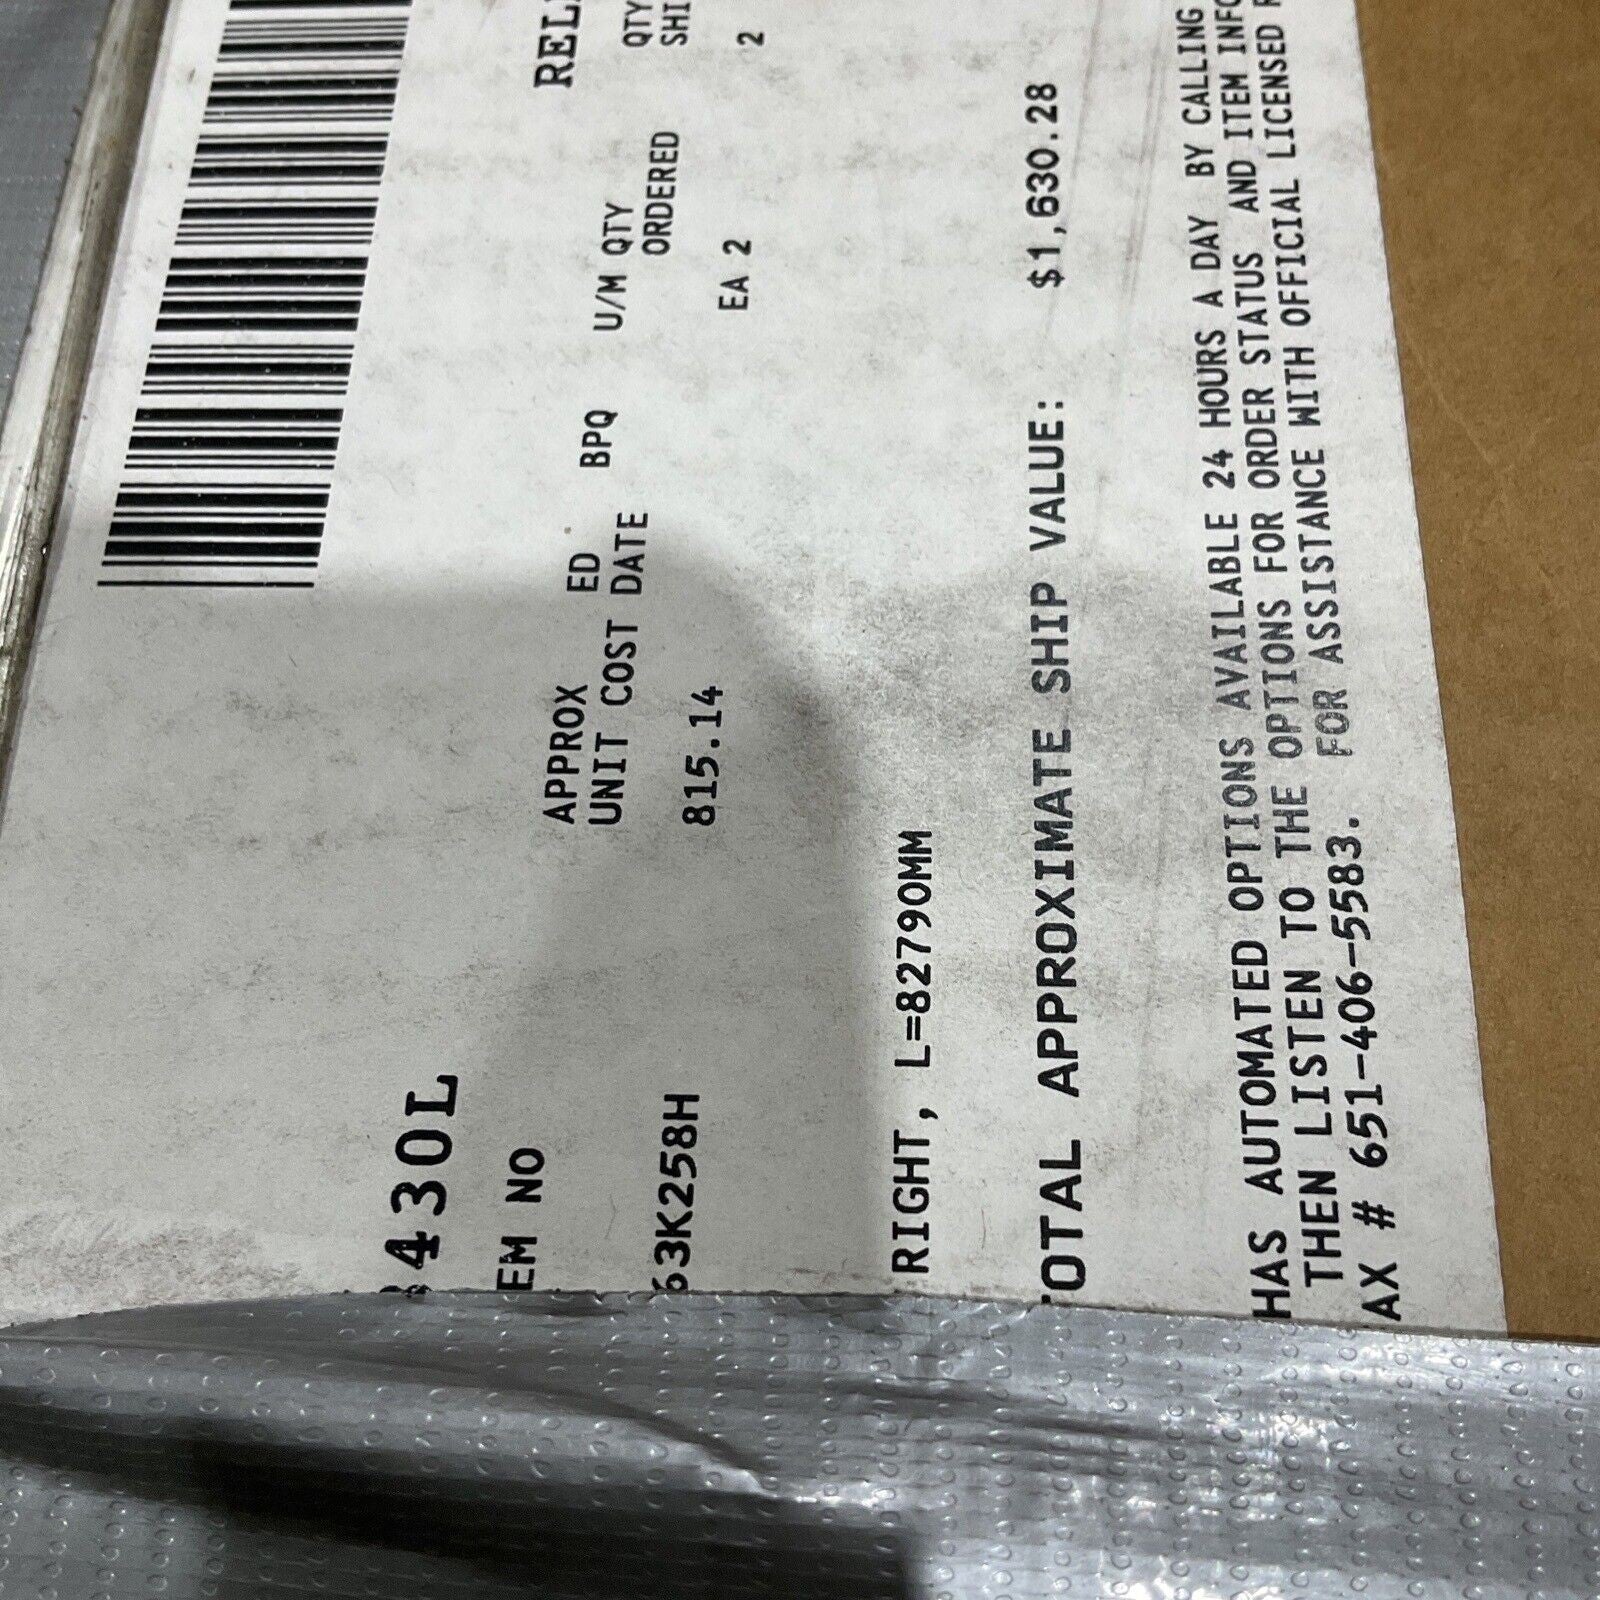 430L
REL
EM NO
APPROX
UNIT COST
ED
DATE
BPQ
U/M QTY
ORDERED
QTY
SHI
63K258H
815.14
EA 2
2
RIGHT, L=82790MM
OTAL APPROXIMATE SHIP VALUE: $1,630.28
HAS AUTOMATED OPTIONS AVAILABLE 24 HOURS A DAY BY CALLING
THEN LISTEN TO THE OPTIONS FOR ORDER STATUS AND ITEM INFO
AX # 651-406-5583. FOR ASSISTANCE WITH OFFICIAL LICENSED